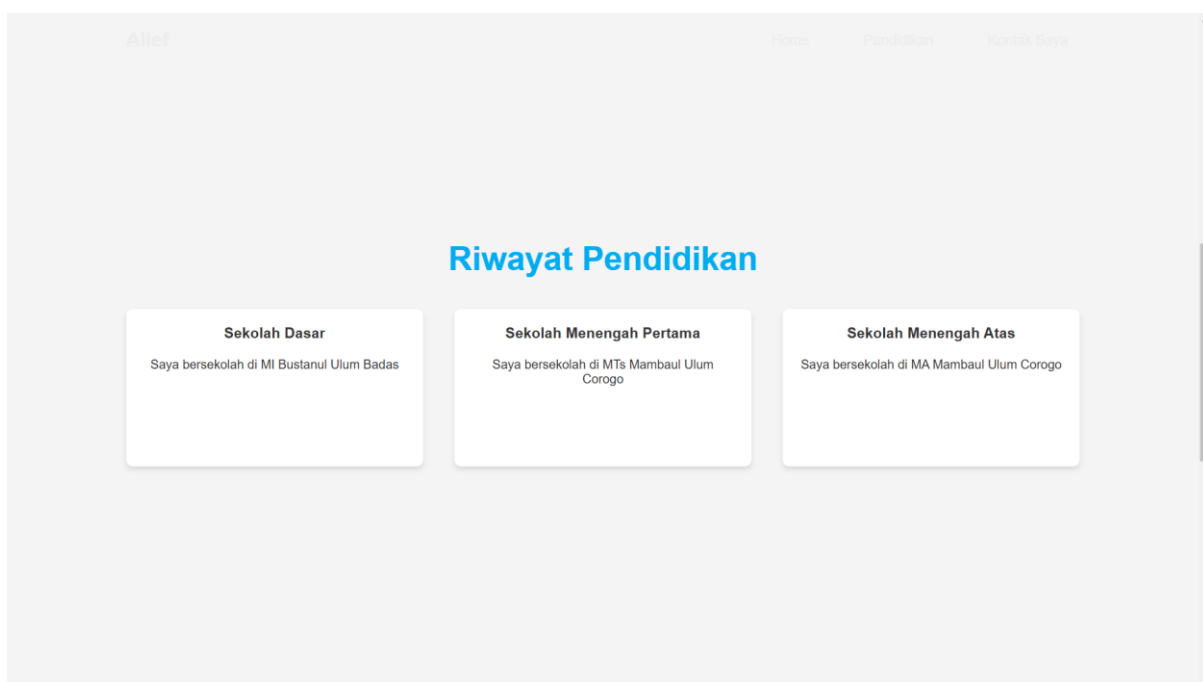 Alief
Home Pendidikan Kontak Saya
Riwayat Pendidikan
Sekolah Dasar
Saya bersekolah di MI Bustanul Ulum Badas
Sekolah Menengah Pertama
Saya bersekolah di MTs Mambaul Ulum
Corogo
Sekolah Menengah Atas
Saya bersekolah di MA Mambaul Ulum Corogo